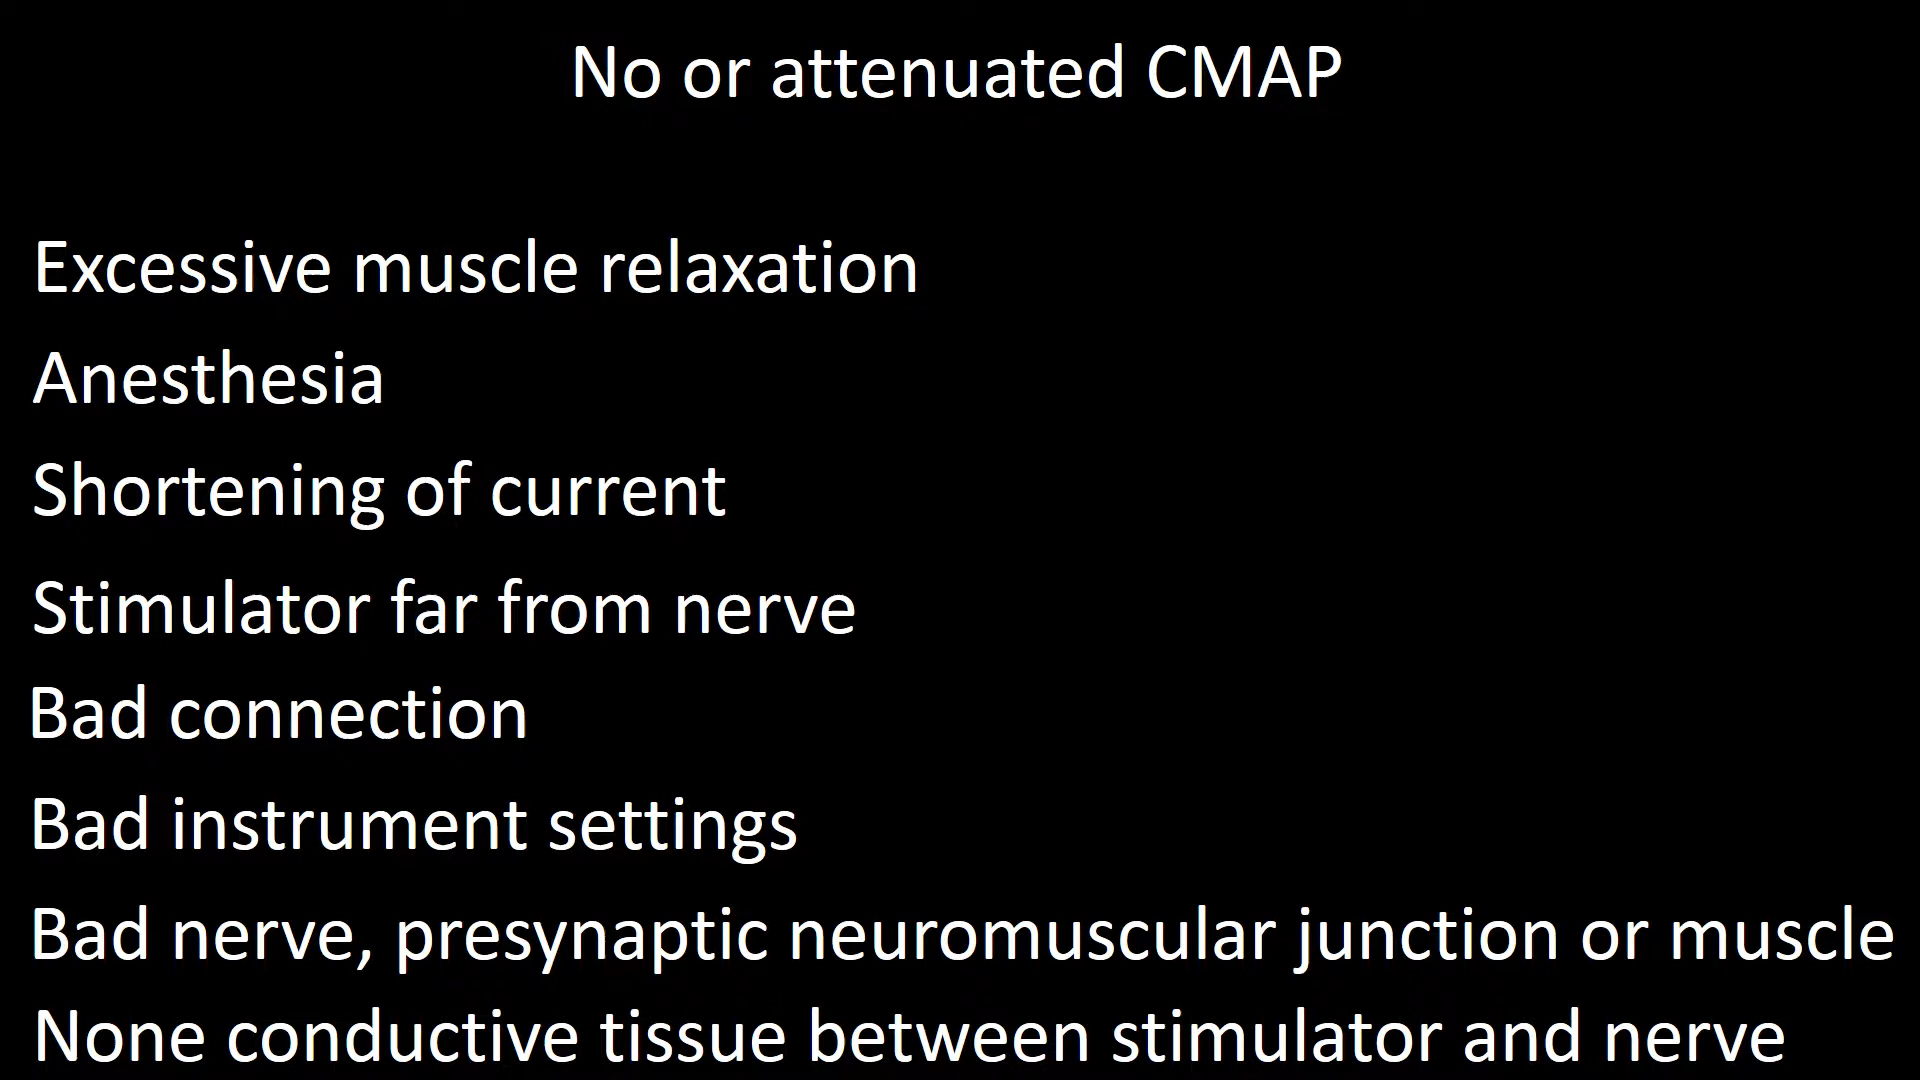 No or attenuated CMAP
Excessive muscle relaxation
Anesthesia
Shortening of current
Stimulator far from nerve
Bad connection
Bad instrument settings
Bad nerve, presynaptic neuromuscular junction or muscle
None conductive tissue between stimulator and nerve